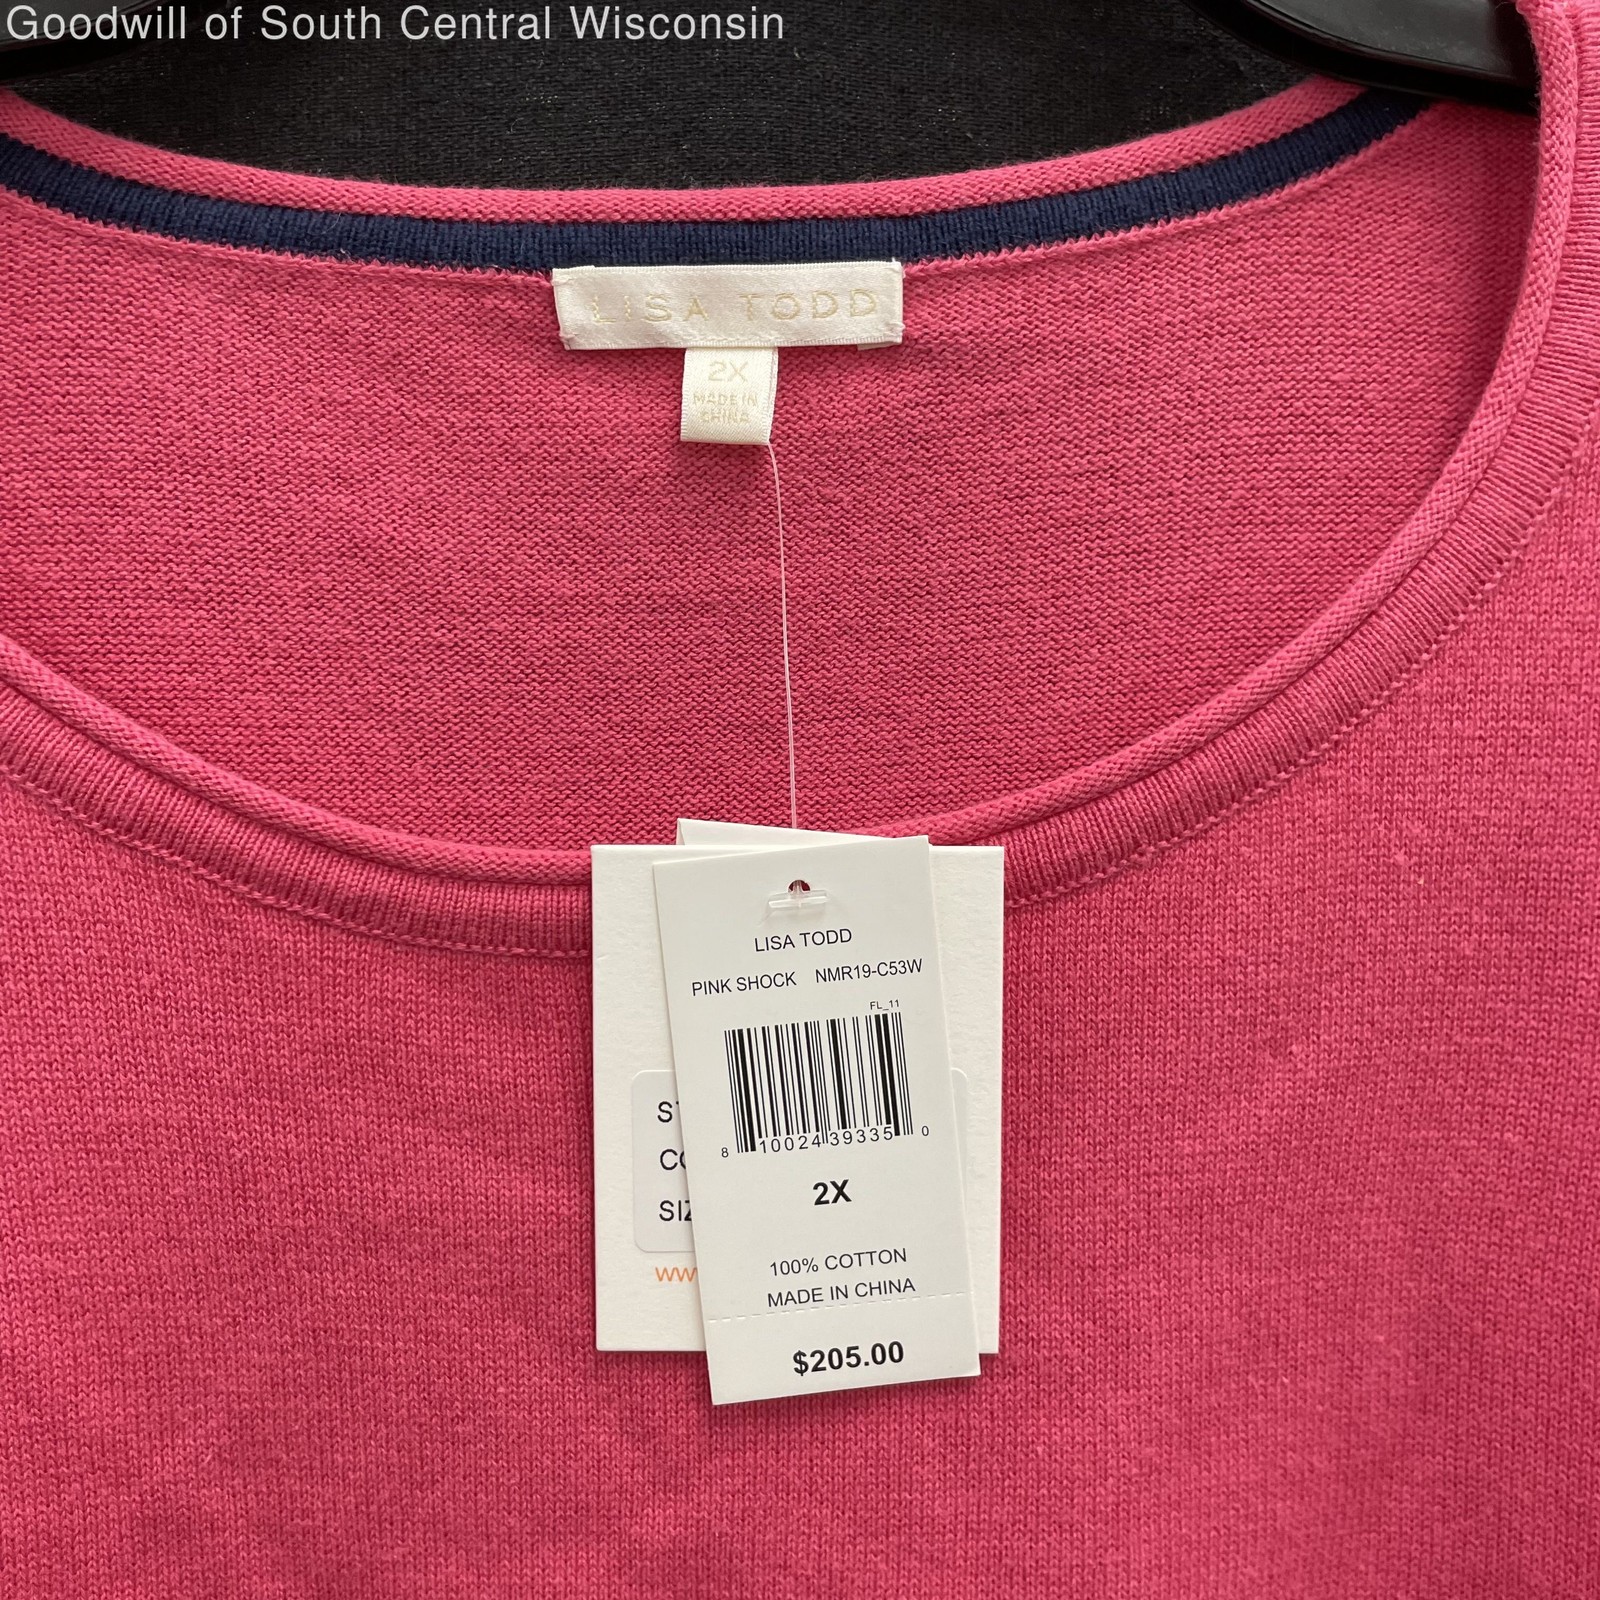 Goodwill of South Central Wisconsin
LISA TODD
2X
MADE IN
CHINA
LISA TODD
PINK SHOCK NMR19-C53W
FL_11
8 10024 39335 0
2X
100% COTTON
MADE IN CHINA
$205.00